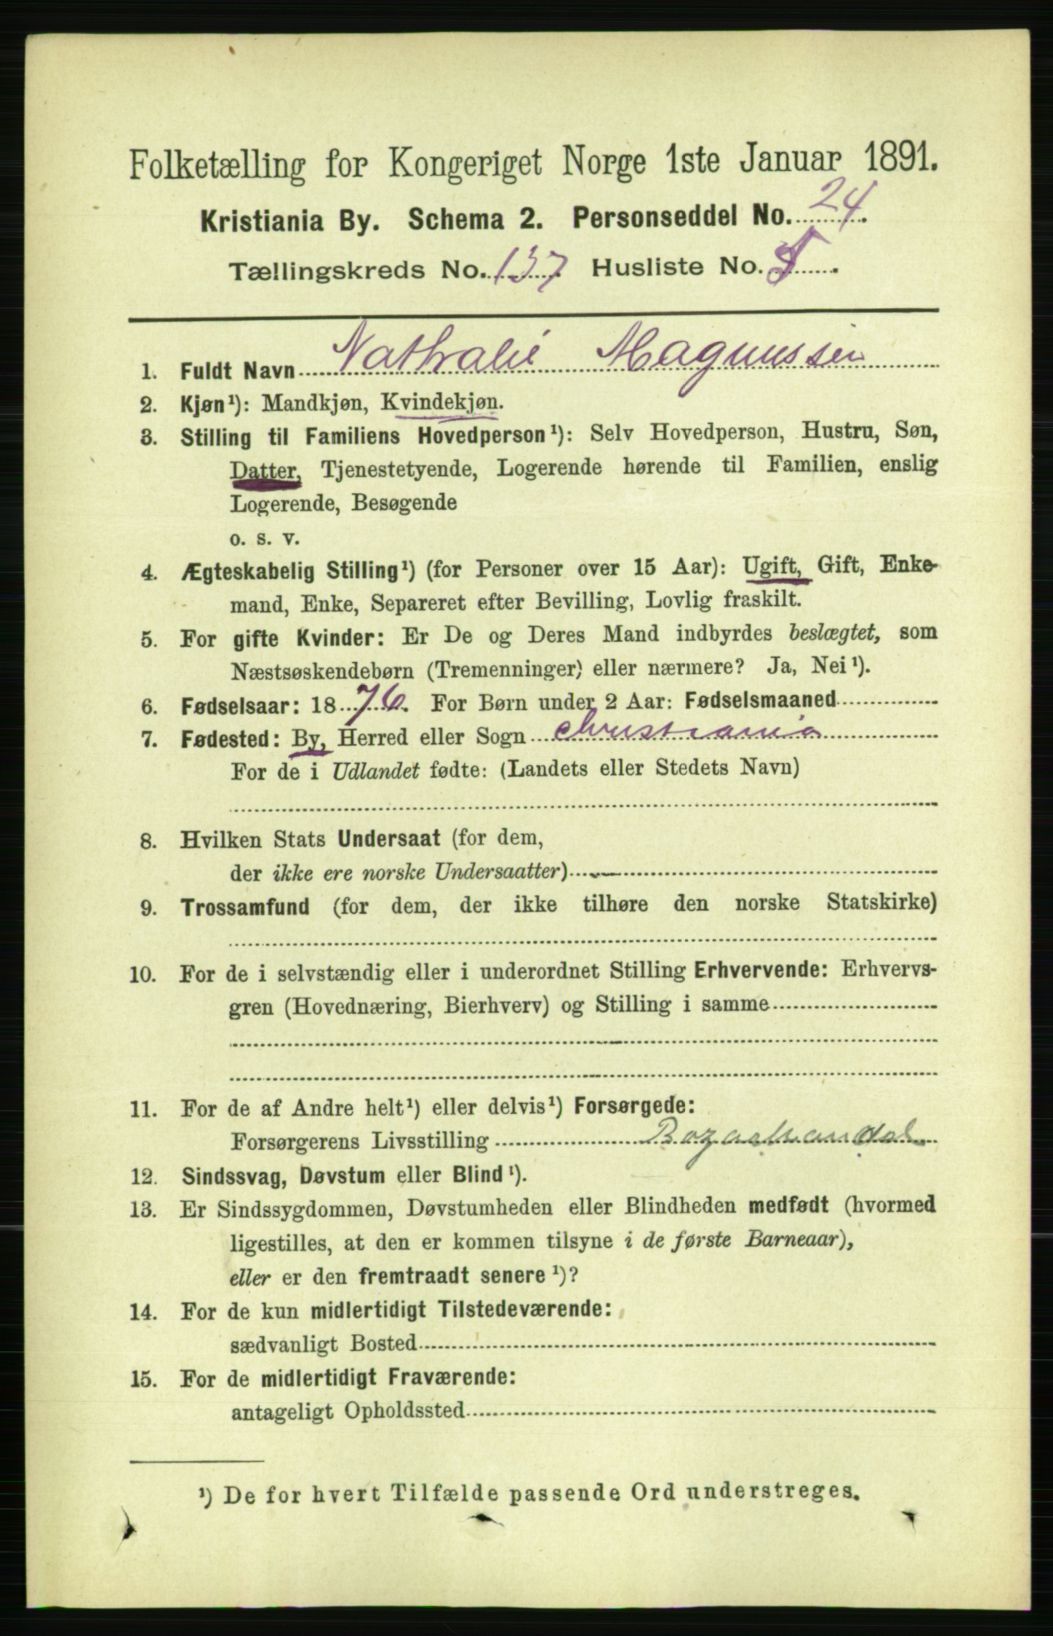 Folketælling for Kongeriget Norge 1ste Januar 1891.
Kristiania By. Schema 2. Personseddel No. 24.
Tællingskreds No. 137. Husliste No. .
1. Fuldt Navn Nathalie Magnussen
2. Kjøn¹): Mandkjøn, Kvindekjøn.
3. Stilling til Familiens Hovedperson¹): Selv Hovedperson, Hustru, Søn,
Datter, Tjenestetyende, Logerende hørende til Familien, enslig
Logerende, Besøgende
o. s. v.
4. Ægteskabelig Stilling¹) (for Personer over 15 Aar): Ugift, Gift, Enke-
mand, Enke, Separeret efter Bevilling, Lovlig fraskilt.
5. For gifte Kvinder: Er De og Deres Mand indbyrdes beslægtet, som
Næstsøskendebørn (Tremenninger) eller nærmere? Ja, Nei¹).
6. Fødselsaar: 1876. For Børn under 2 Aar: Fødselsmaaned
7. Fødested: By, Herred eller Sogn christiania
For de i Udlandet fødte: (Landets eller Stedets Navn)
8. Hvilken Stats Undersaat (for dem,
der ikke ere norske Undersaatter)
9. Trossamfund (for dem, der ikke tilhøre den norske Statskirke)
10. For de i selvstændig eller i underordnet Stilling Erhvervende: Erhvervs-
gren (Hovednæring, Bierhverv) og Stilling i samme
11. For de af Andre helt¹) eller delvis¹) Forsørgede:
Forsørgerens Livsstilling
12. Sindssvag, Døvstum eller Blind¹).
13. Er Sindssygdommen, Døvstumheden eller Blindheden medfødt (hvormed
ligestilles, at den er kommen tilsyne i de første Barneaar),
eller er den fremtraadt senere¹)?
14. For de kun midlertidigt Tilstedeværende:
sædvanligt Bosted
15. For de midlertidigt Fraværende:
antageligt Opholdssted
¹) De for hvert Tilfælde passende Ord understreges.